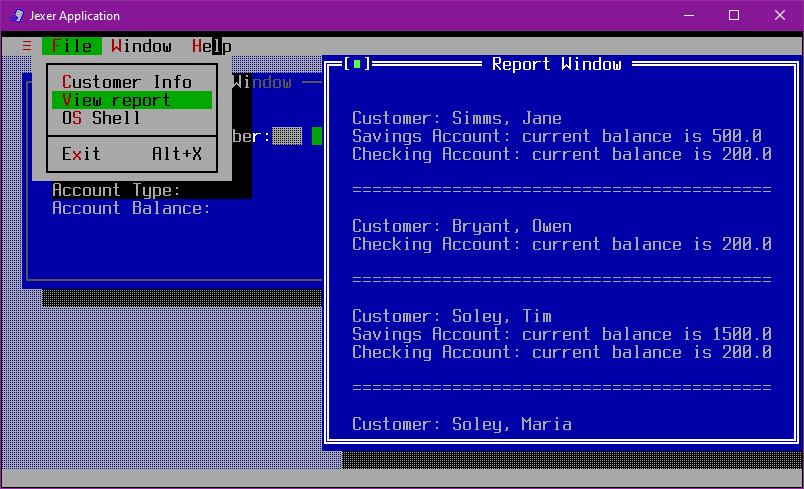 Jexer Application
≡ File Window Help
Customer Info
View report
OS Shell
Exit Alt+X
Window
ber:
Account Type:
Account Balance:
Report Window
Customer: Simms, Jane
Savings Account: current balance is 500.0
Checking Account: current balance is 200.0
==========================================
Customer: Bryant, Owen
Checking Account: current balance is 200.0
==========================================
Customer: Soley, Tim
Savings Account: current balance is 1500.0
Checking Account: current balance is 200.0
==========================================
Customer: Soley, Maria